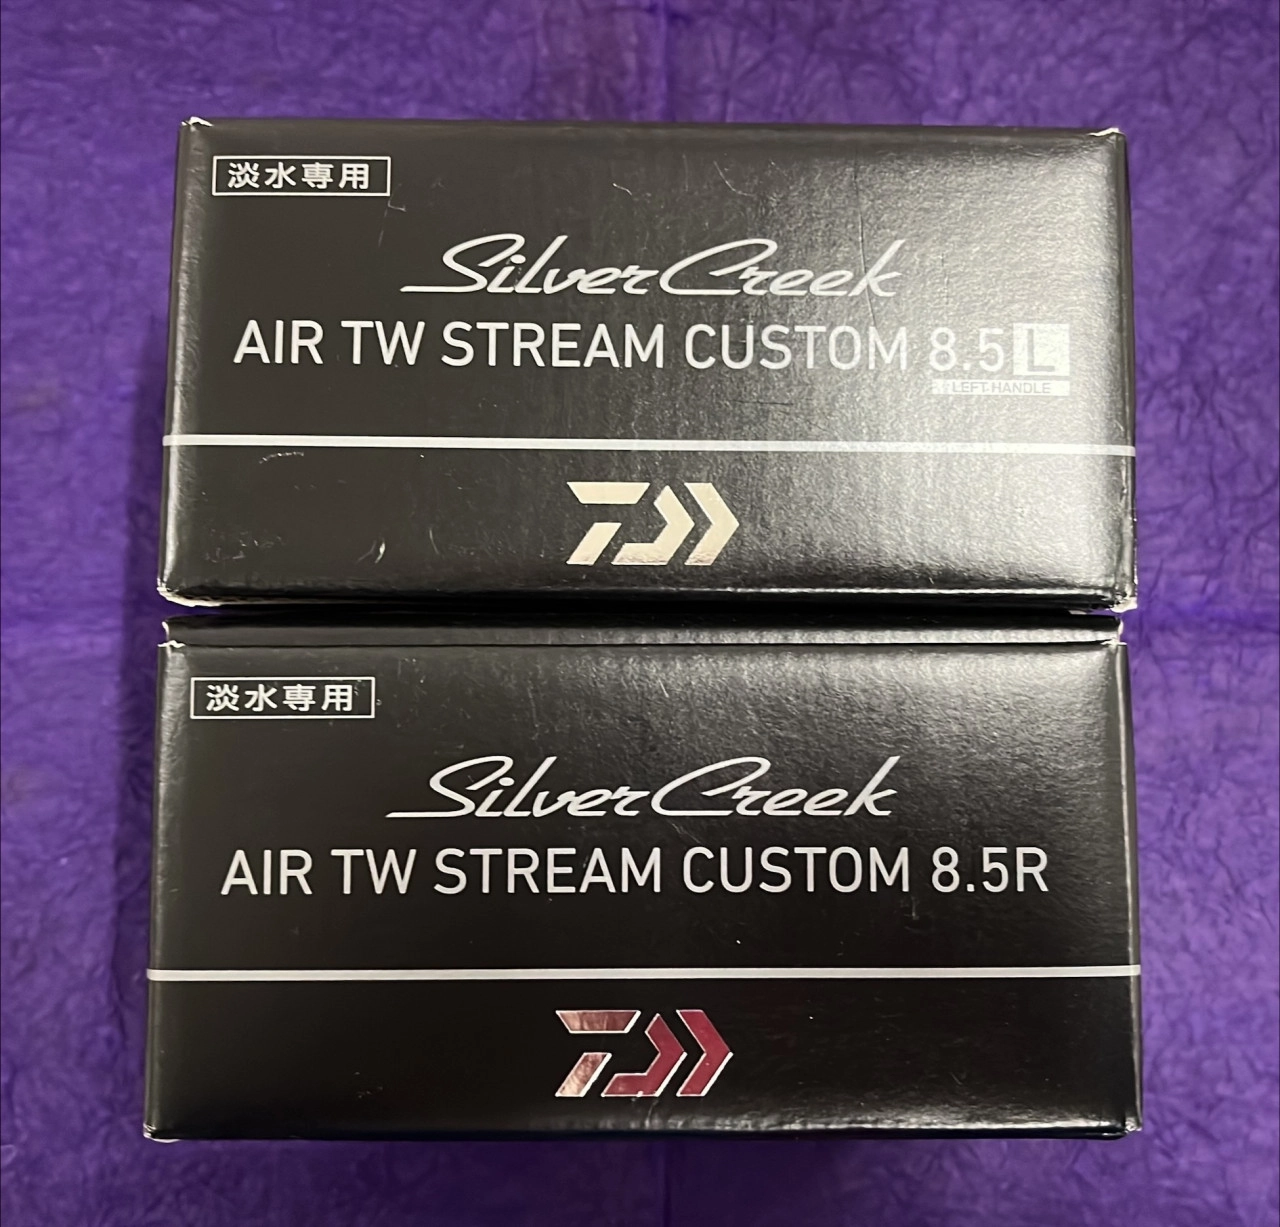 淡水専用
Silver Creek
AIR TW STREAM CUSTOM 8.5 L
LEFT HANDLE
淡水専用
Silver Creek
AIR TW STREAM CUSTOM 8.5R